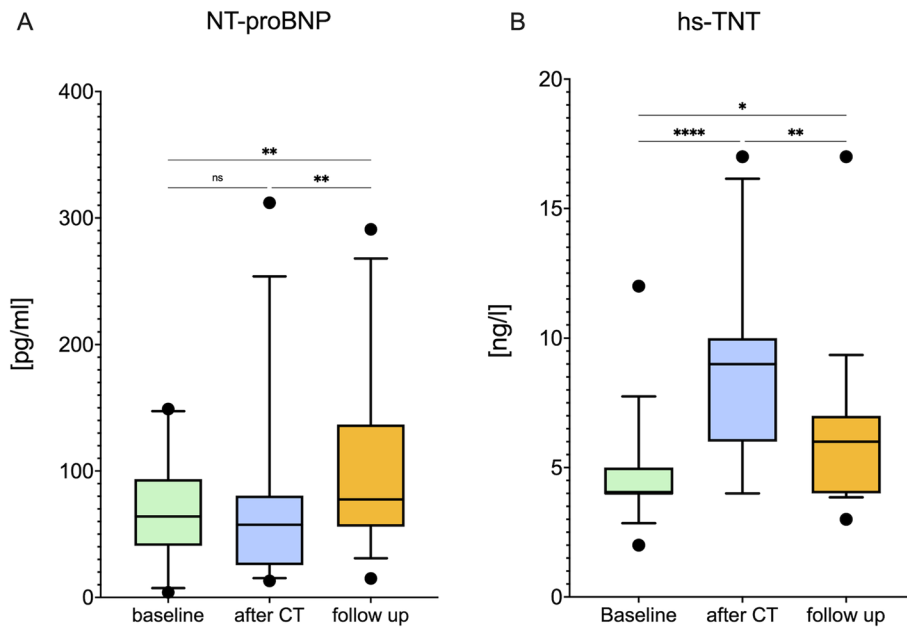 A
NT-proBNP
[pg/ml]
400
300
200
100
0
**
ns
**
baseline
after CT
follow up
B
hs-TNT
[ng/l]
20
15
10
5
0
*
****
**
Baseline
after CT
follow up